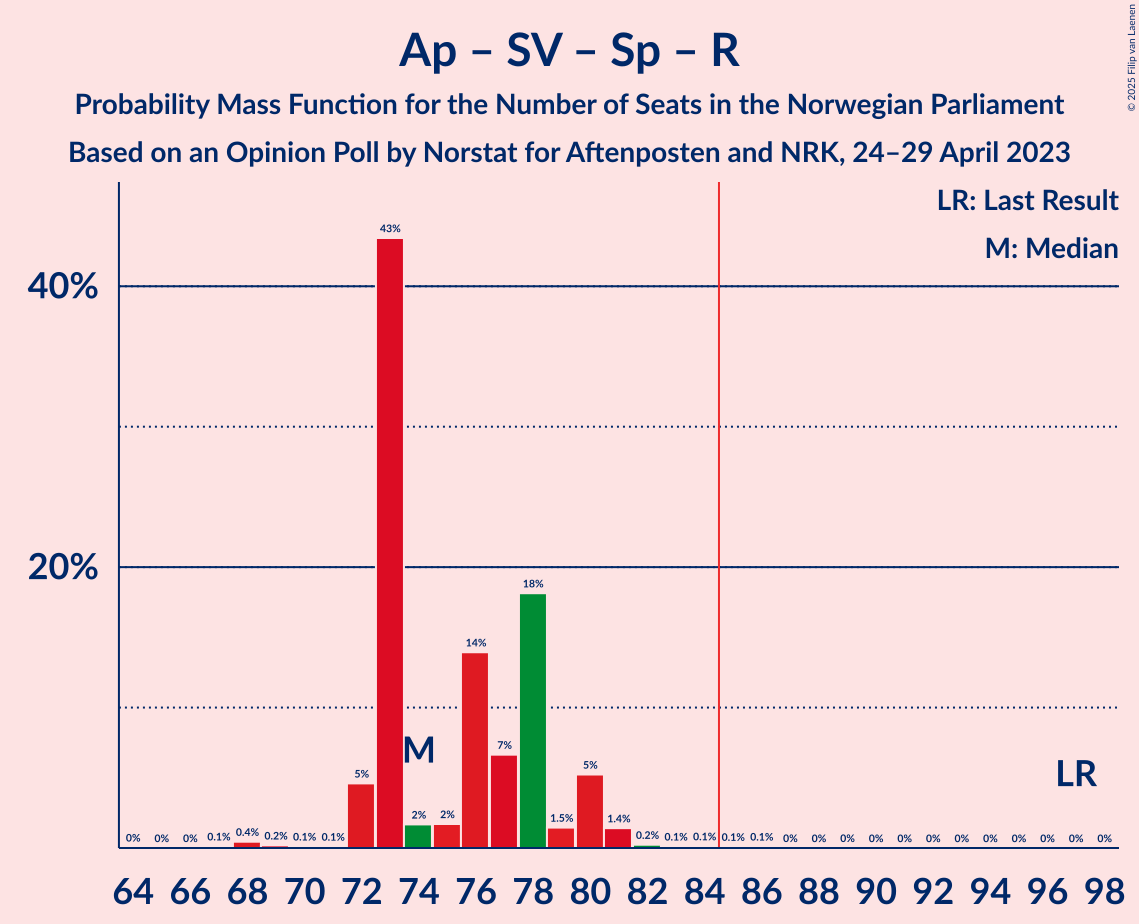 Ap – SV – Sp – R
Probability Mass Function for the Number of Seats in the Norwegian Parliament
Based on an Opinion Poll by Norstat for Aftenposten and NRK, 24–29 April 2023
© 2025 Filip van Laenen
LR: Last Result
M: Median
40%
20%
0% 0% 0% 0.1% 0.4% 0.2% 0.1% 0.1% 5% 43% 2% 2% 14% 7% 18% 1.5% 5% 1.4% 0.2% 0.1% 0.1% 0.1% 0.1% 0% 0% 0% 0% 0% 0% 0% 0% 0% 0% 0% 0%
M
LR
64 66 68 70 72 74 76 78 80 82 84 86 88 90 92 94 96 98